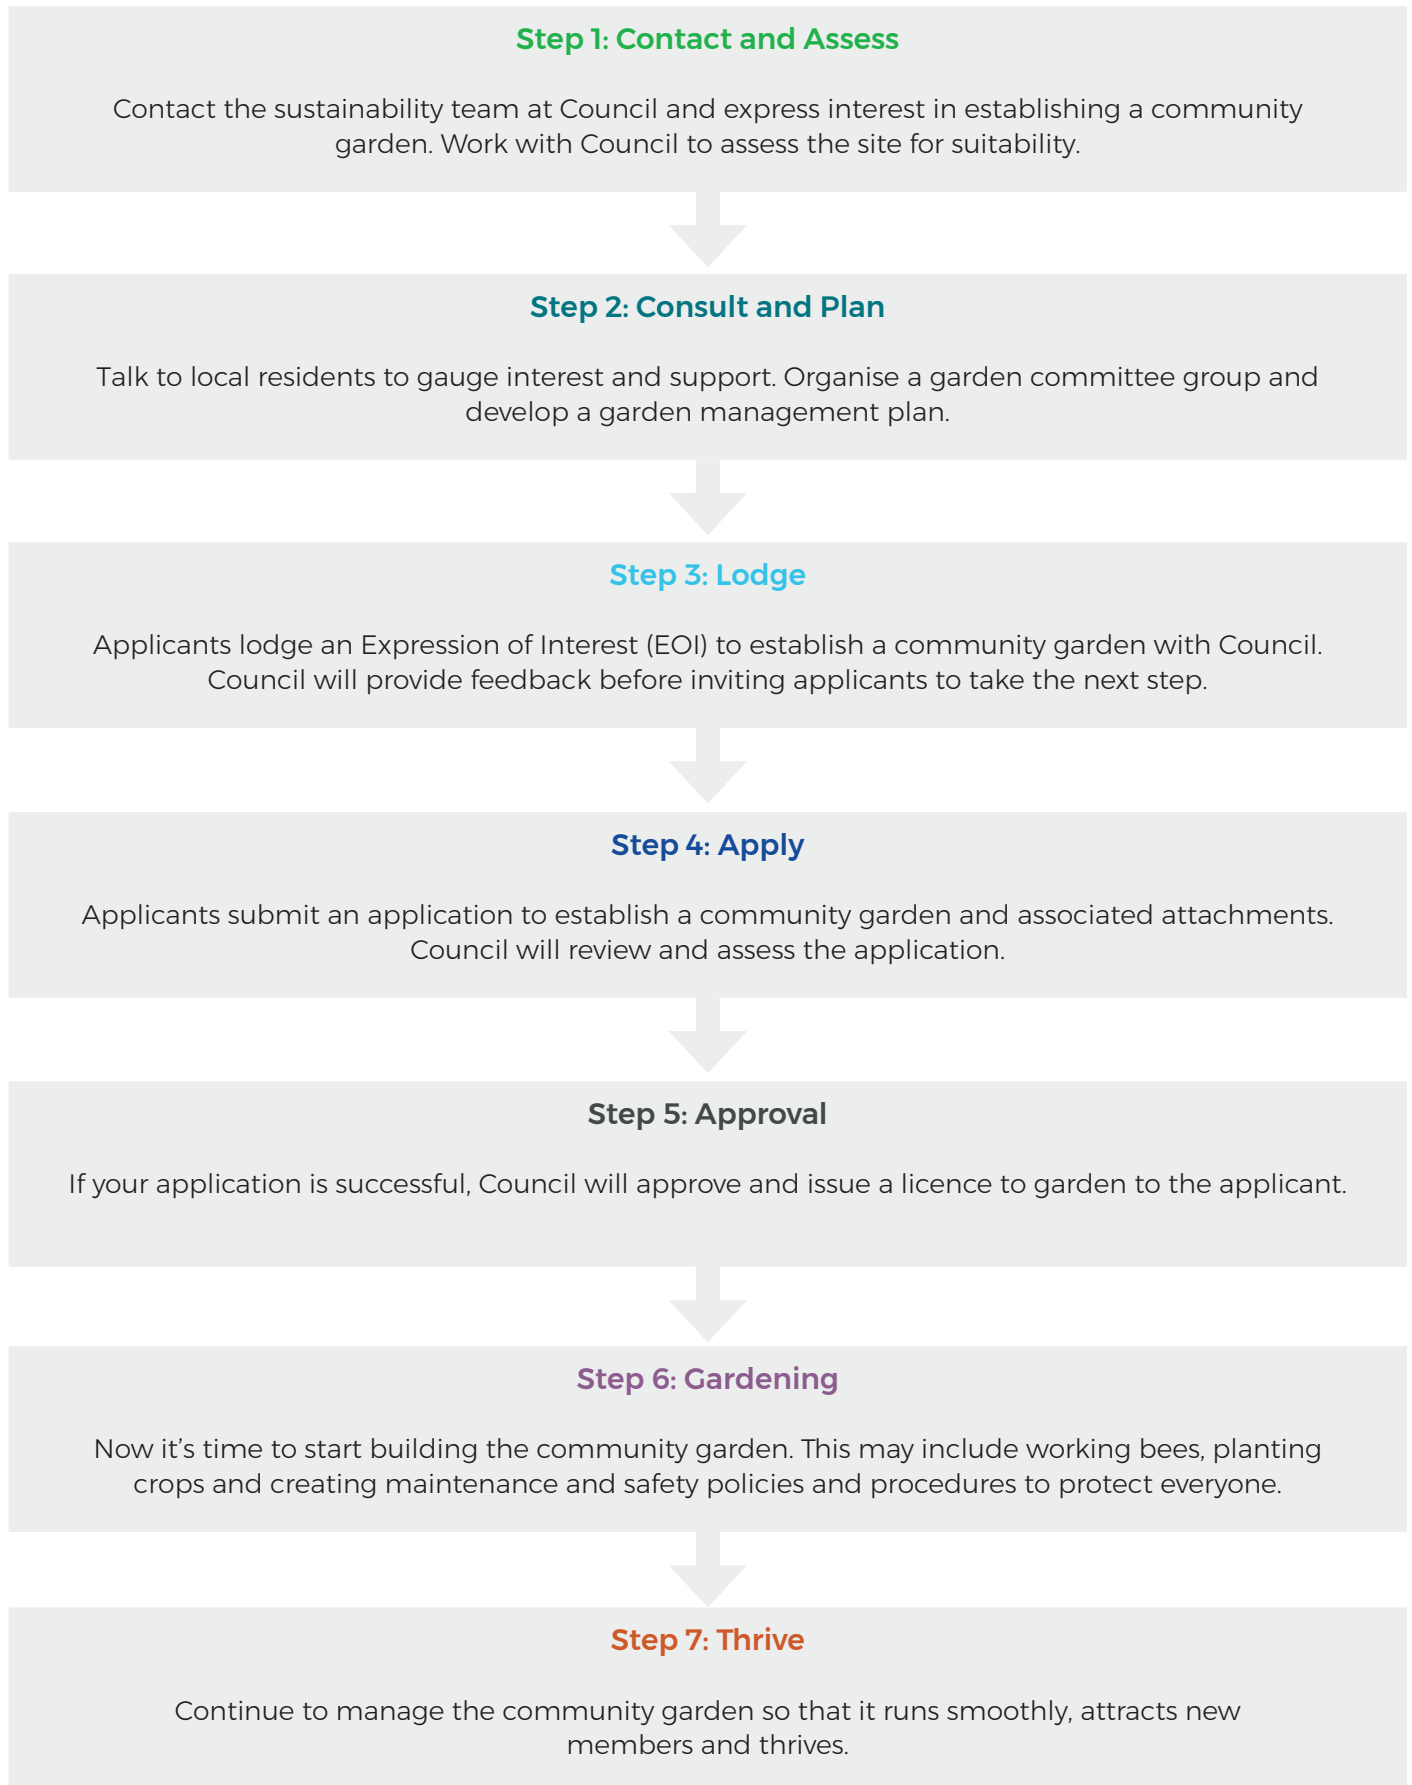 Step 1: Contact and Assess
Contact the sustainability team at Council and express interest in establishing a community
garden. Work with Council to assess the site for suitability.
Step 2: Consult and Plan
Talk to local residents to gauge interest and support. Organise a garden committee group and
develop a garden management plan.
Step 3: Lodge
Applicants lodge an Expression of Interest (EOI) to establish a community garden with Council.
Council will provide feedback before inviting applicants to take the next step.
Step 4: Apply
Applicants submit an application to establish a community garden and associated attachments.
Council will review and assess the application.
Step 5: Approval
If your application is successful, Council will approve and issue a licence to garden to the applicant.
Step 6: Gardening
Now it’s time to start building the community garden. This may include working bees, planting
crops and creating maintenance and safety policies and procedures to protect everyone.
Step 7: Thrive
Continue to manage the community garden so that it runs smoothly, attracts new
members and thrives.